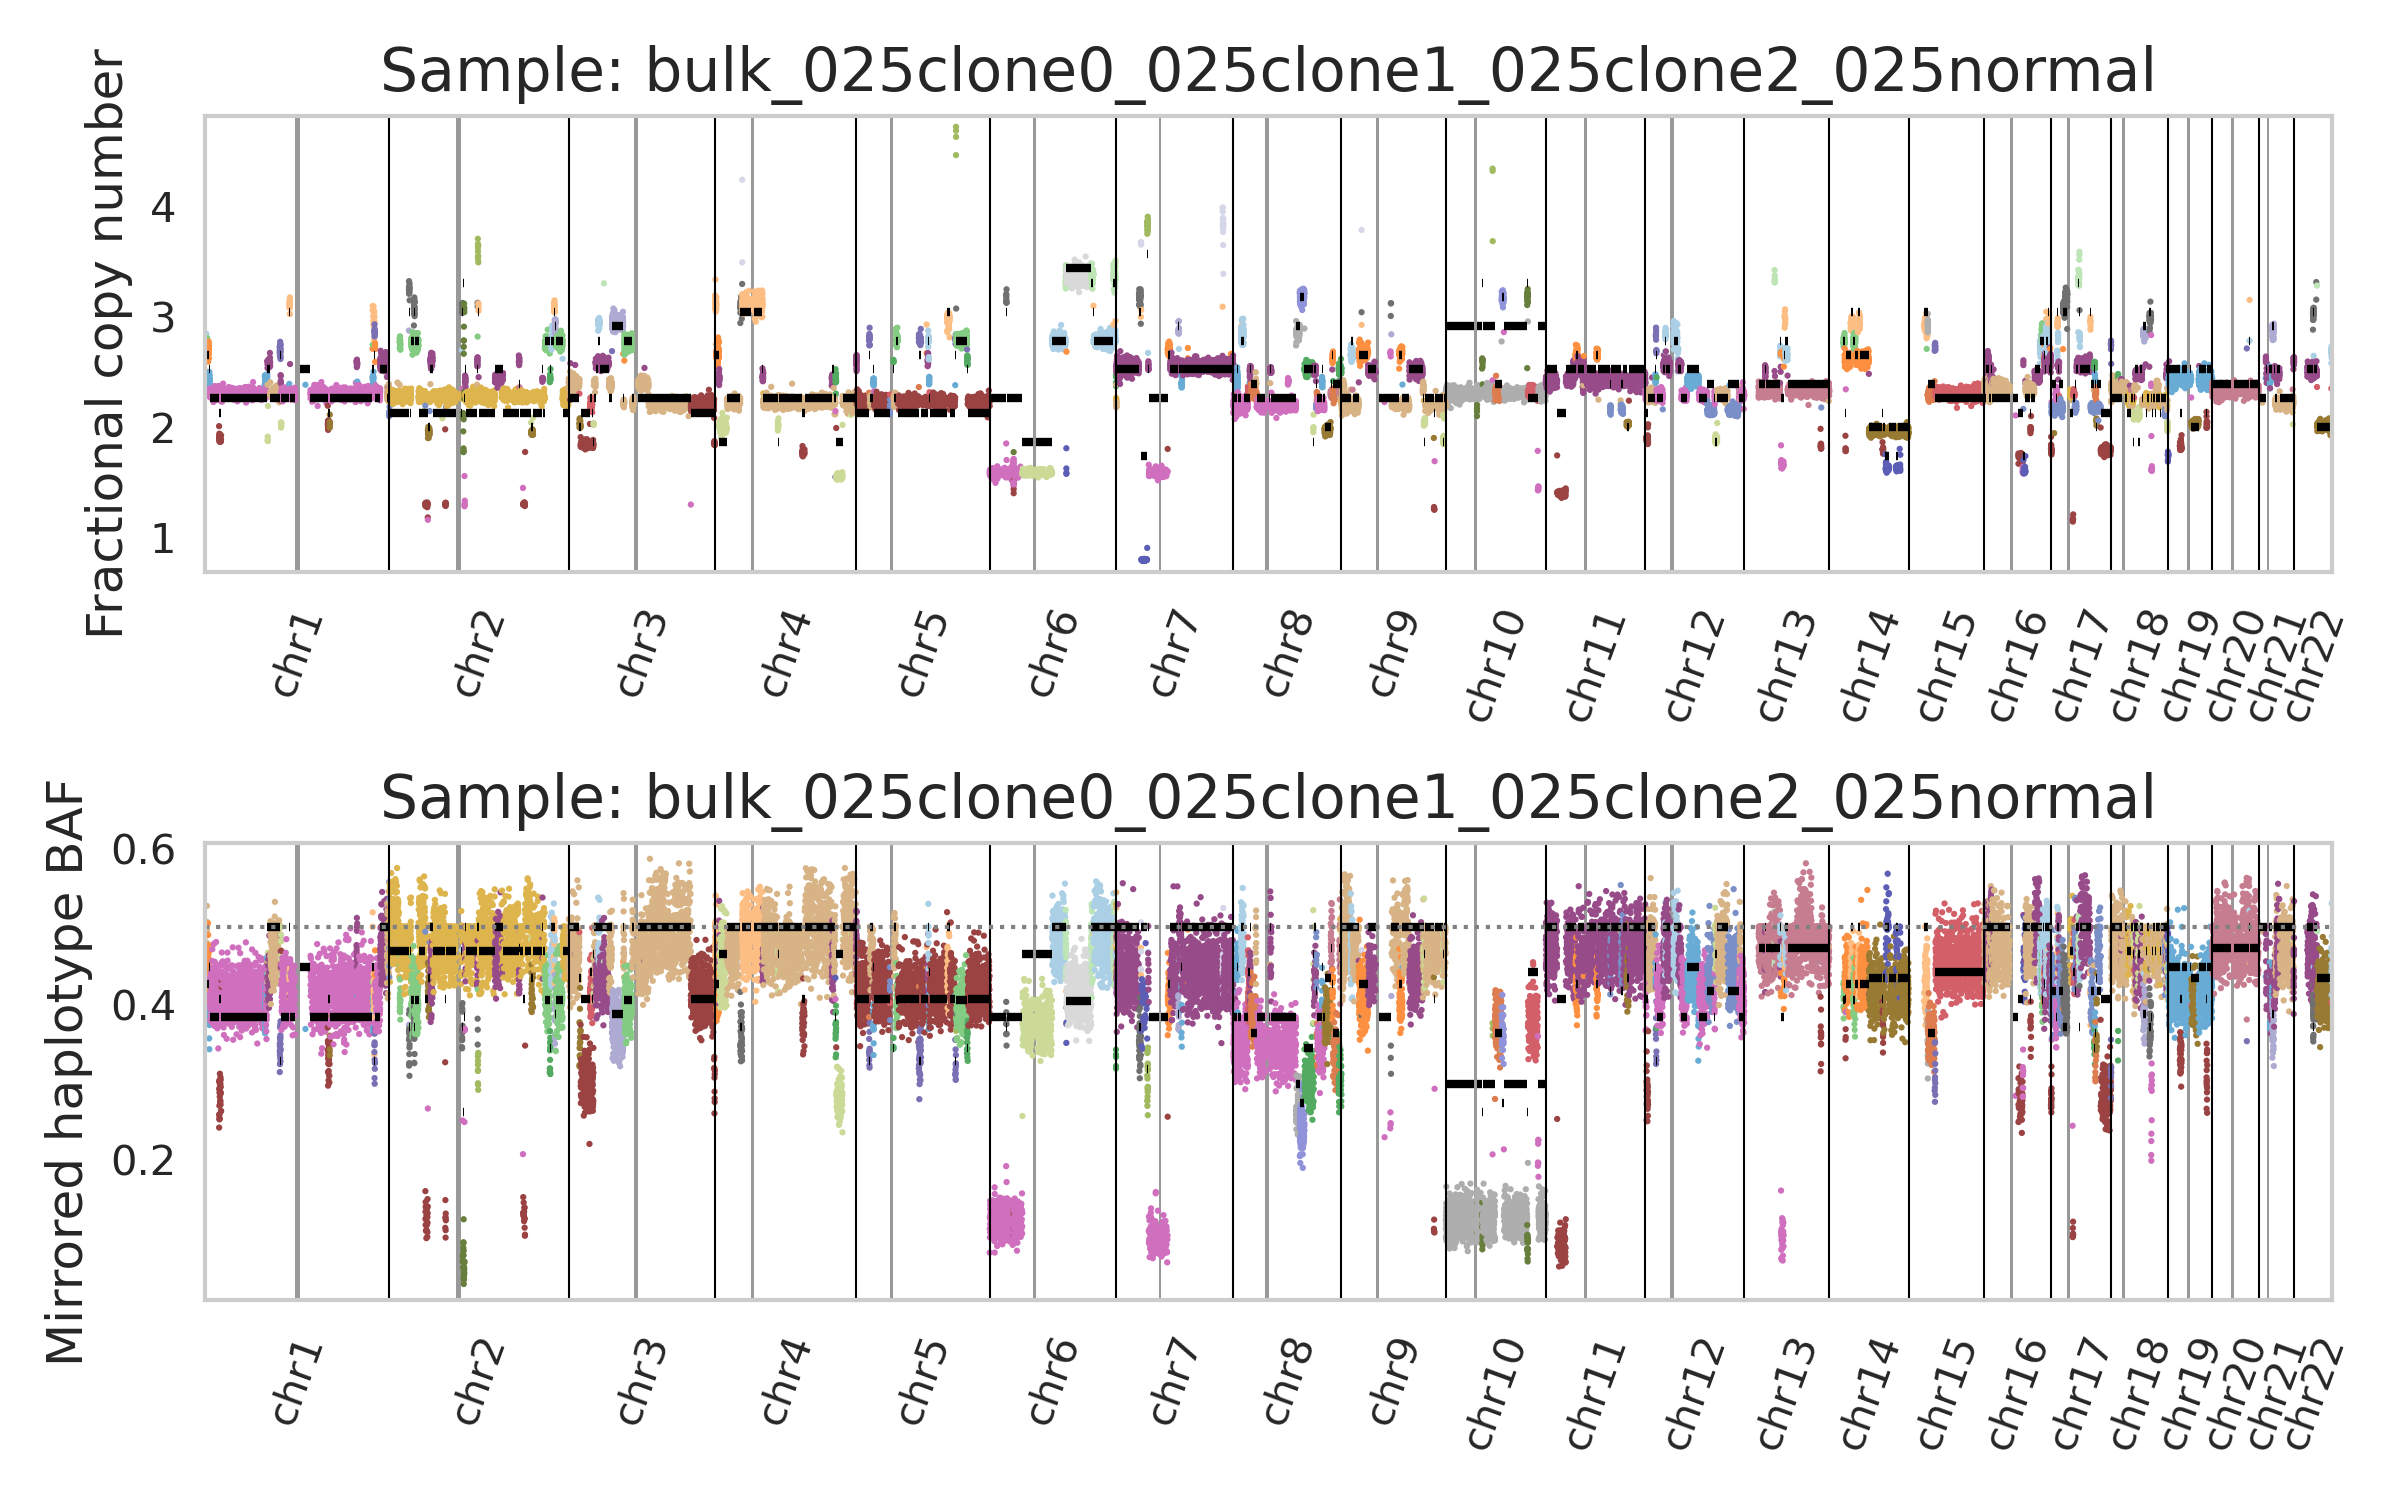 Sample: bulk_025clone0_025clone1_025clone2_025normal
Fractional copy number
4
3
2
1
chr1 chr2 chr3 chr4 chr5 chr6 chr7 chr8 chr9 chr10 chr11 chr12 chr13 chr14 chr15 chr16 chr17 chr18 chr19 chr20 chr21 chr22
Sample: bulk_025clone0_025clone1_025clone2_025normal
Mirrored haplotype BAF
0.6
0.4
0.2
chr1 chr2 chr3 chr4 chr5 chr6 chr7 chr8 chr9 chr10 chr11 chr12 chr13 chr14 chr15 chr16 chr17 chr18 chr19 chr20 chr21 chr22